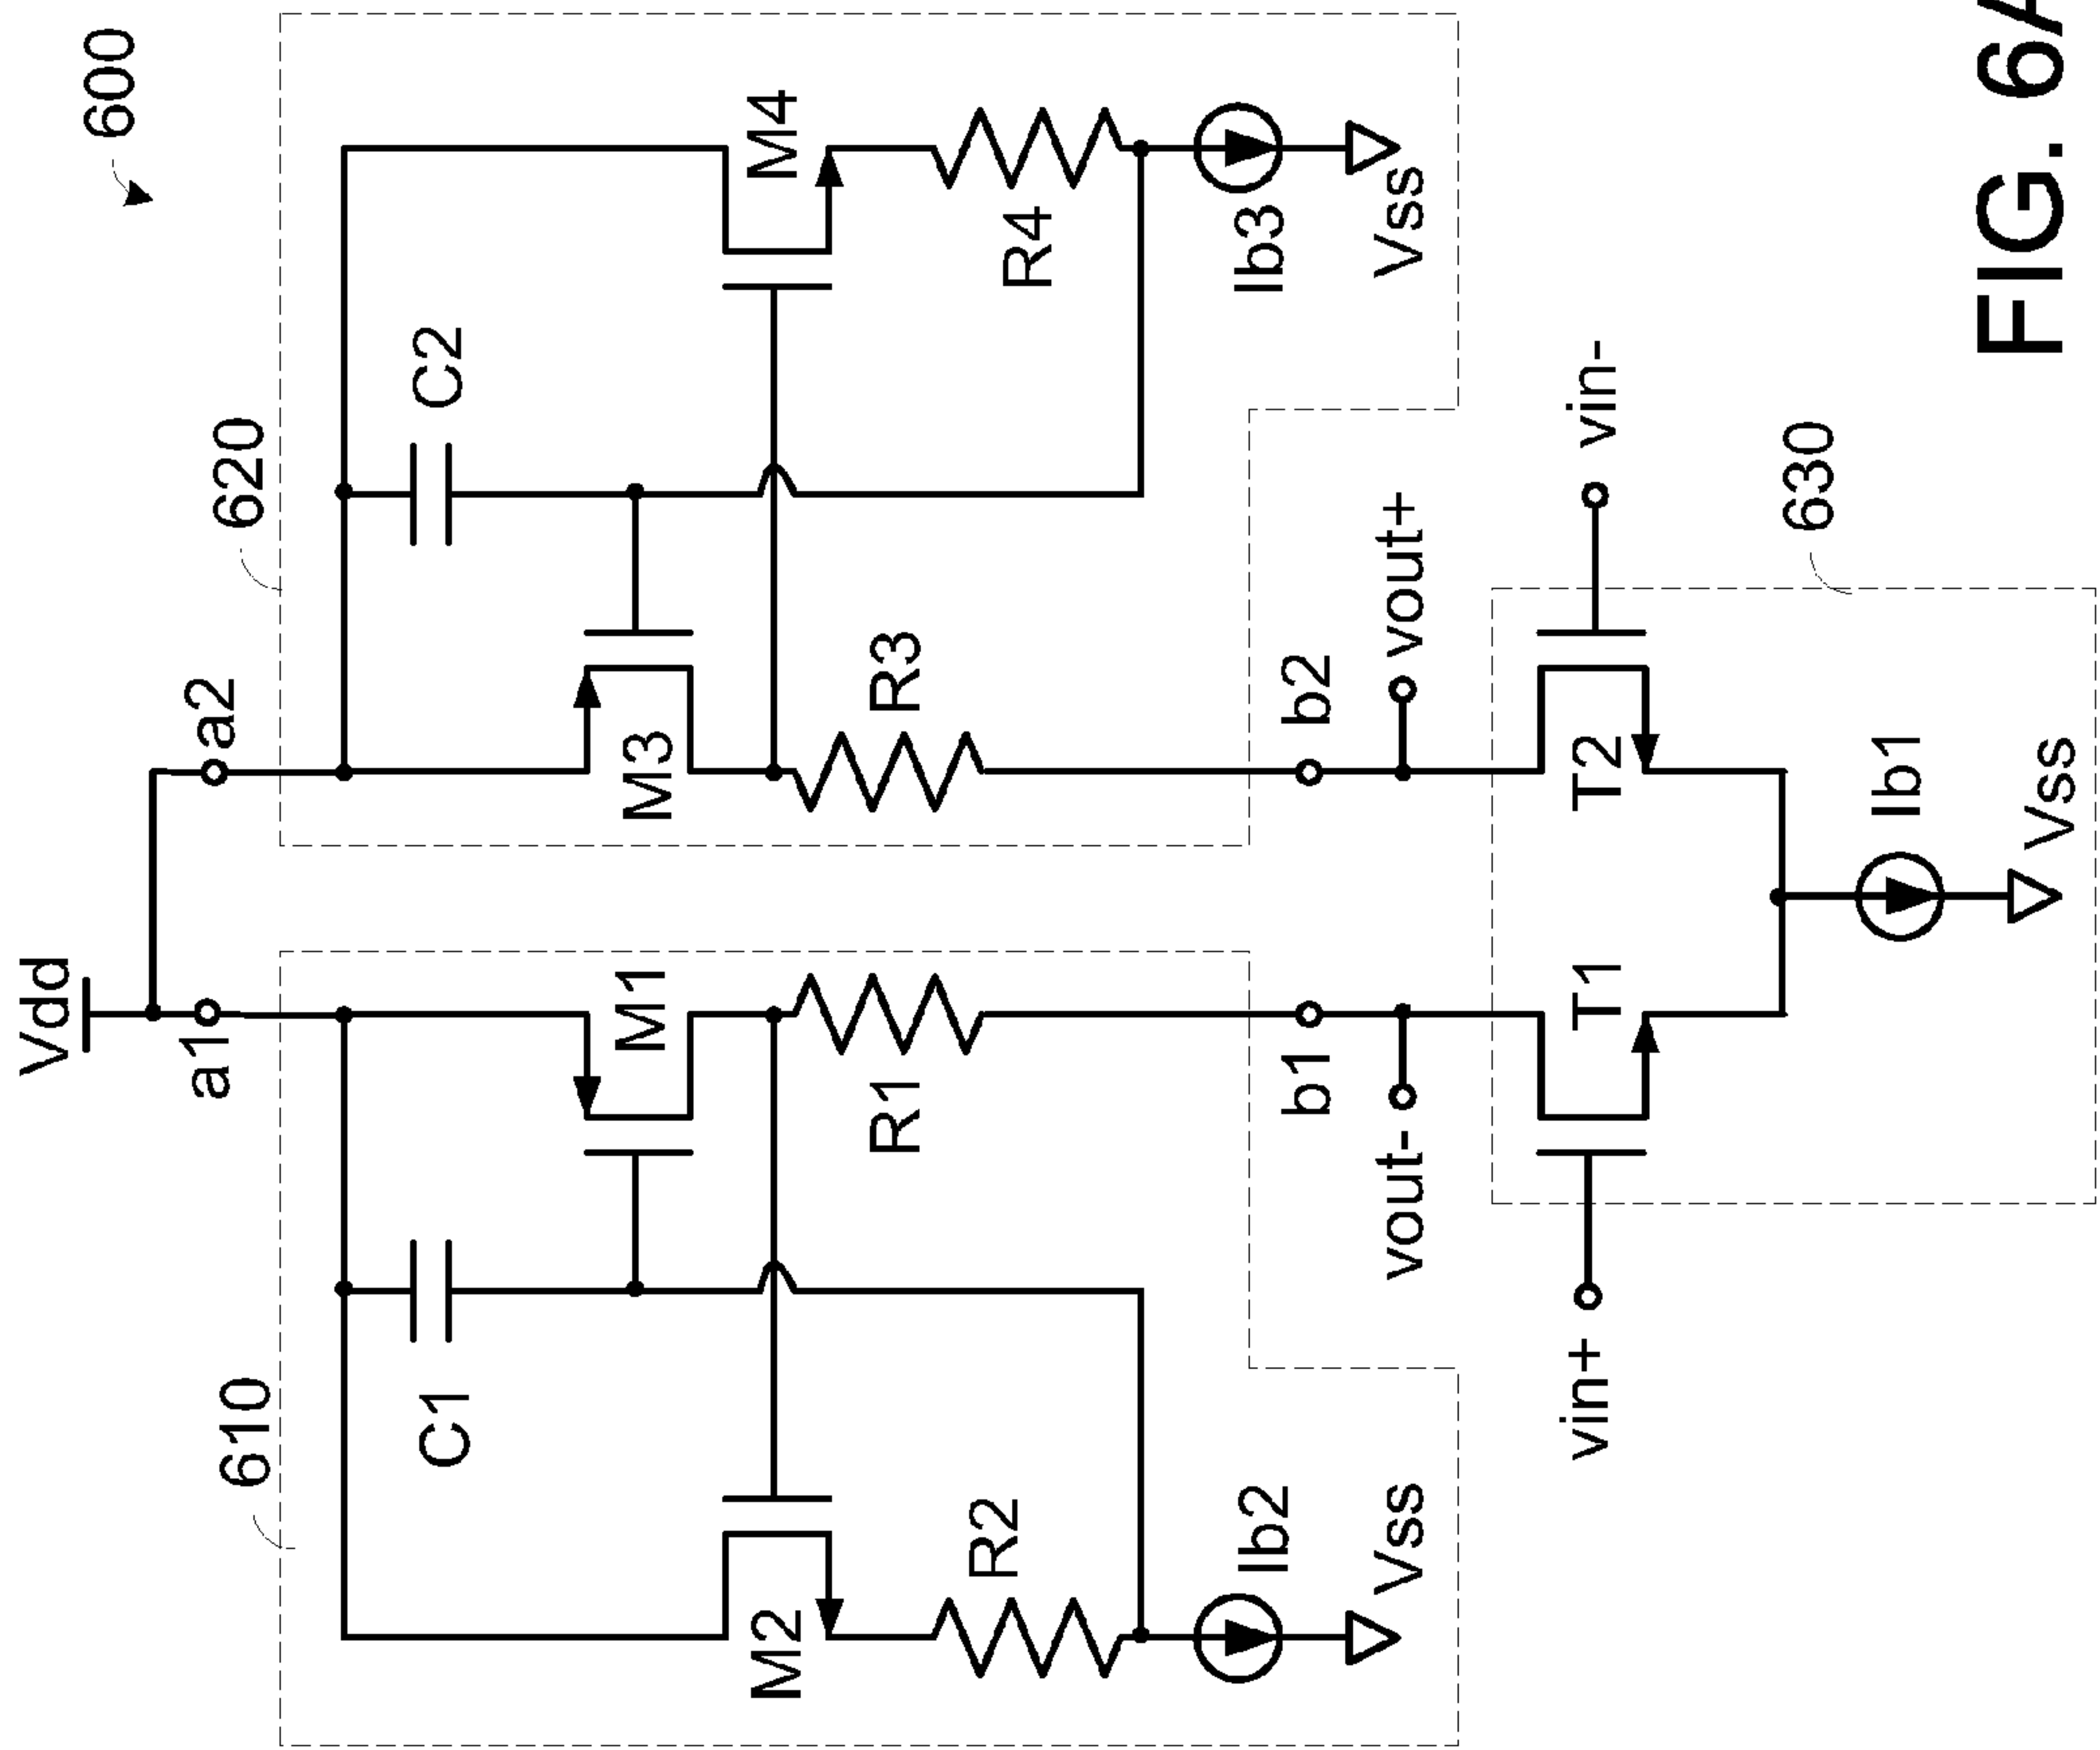 Vdd
600
a1
a2
610
620
C1
C2
M1
M3
M2
M4
R1
R3
R2
R4
Ib2
b1
b2
Ib3
Vss
vout-
vout+
Vss
vin+
T1
T2
vin-
630
Ib1
Vss
FIG. 6A